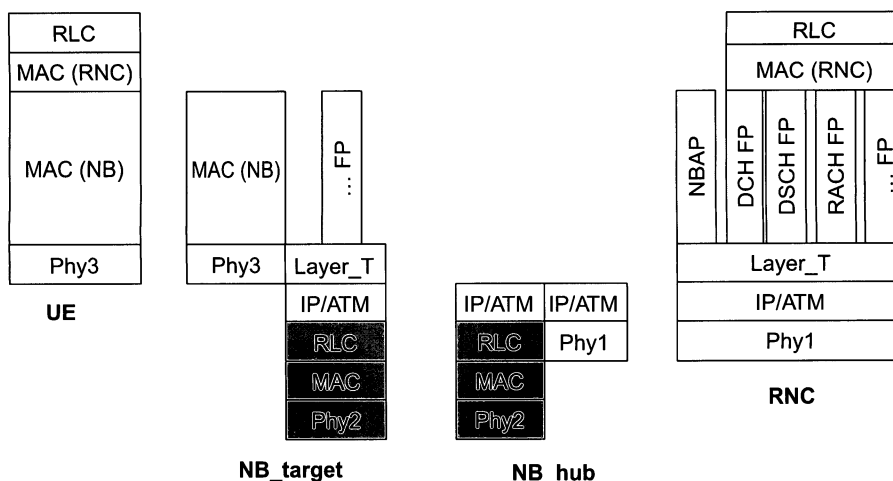 RLC
MAC (RNC)
MAC (NB)
Phy3
UE
MAC (NB)
... FP
Phy3
Layer_T
IP/ATM
RLC
MAC
Phy2
NB_target
IP/ATM
IP/ATM
RLC
Phy1
MAC
Phy2
NB hub
RLC
MAC (RNC)
NBAP
DCH FP
DSCH FP
RACH FP
... FP
Layer_T
IP/ATM
Phy1
RNC